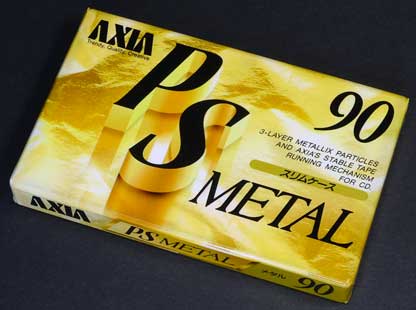 AXIA
Trendy, Quality, Creative
PS
METAL
90
3-LAYER METALLIX PARTICLES
AND AXIA'S STABLE TAPE
RUNNING MECHANISM
FOR CD.
スリムケース
AXIA
PS METAL
メタル
90